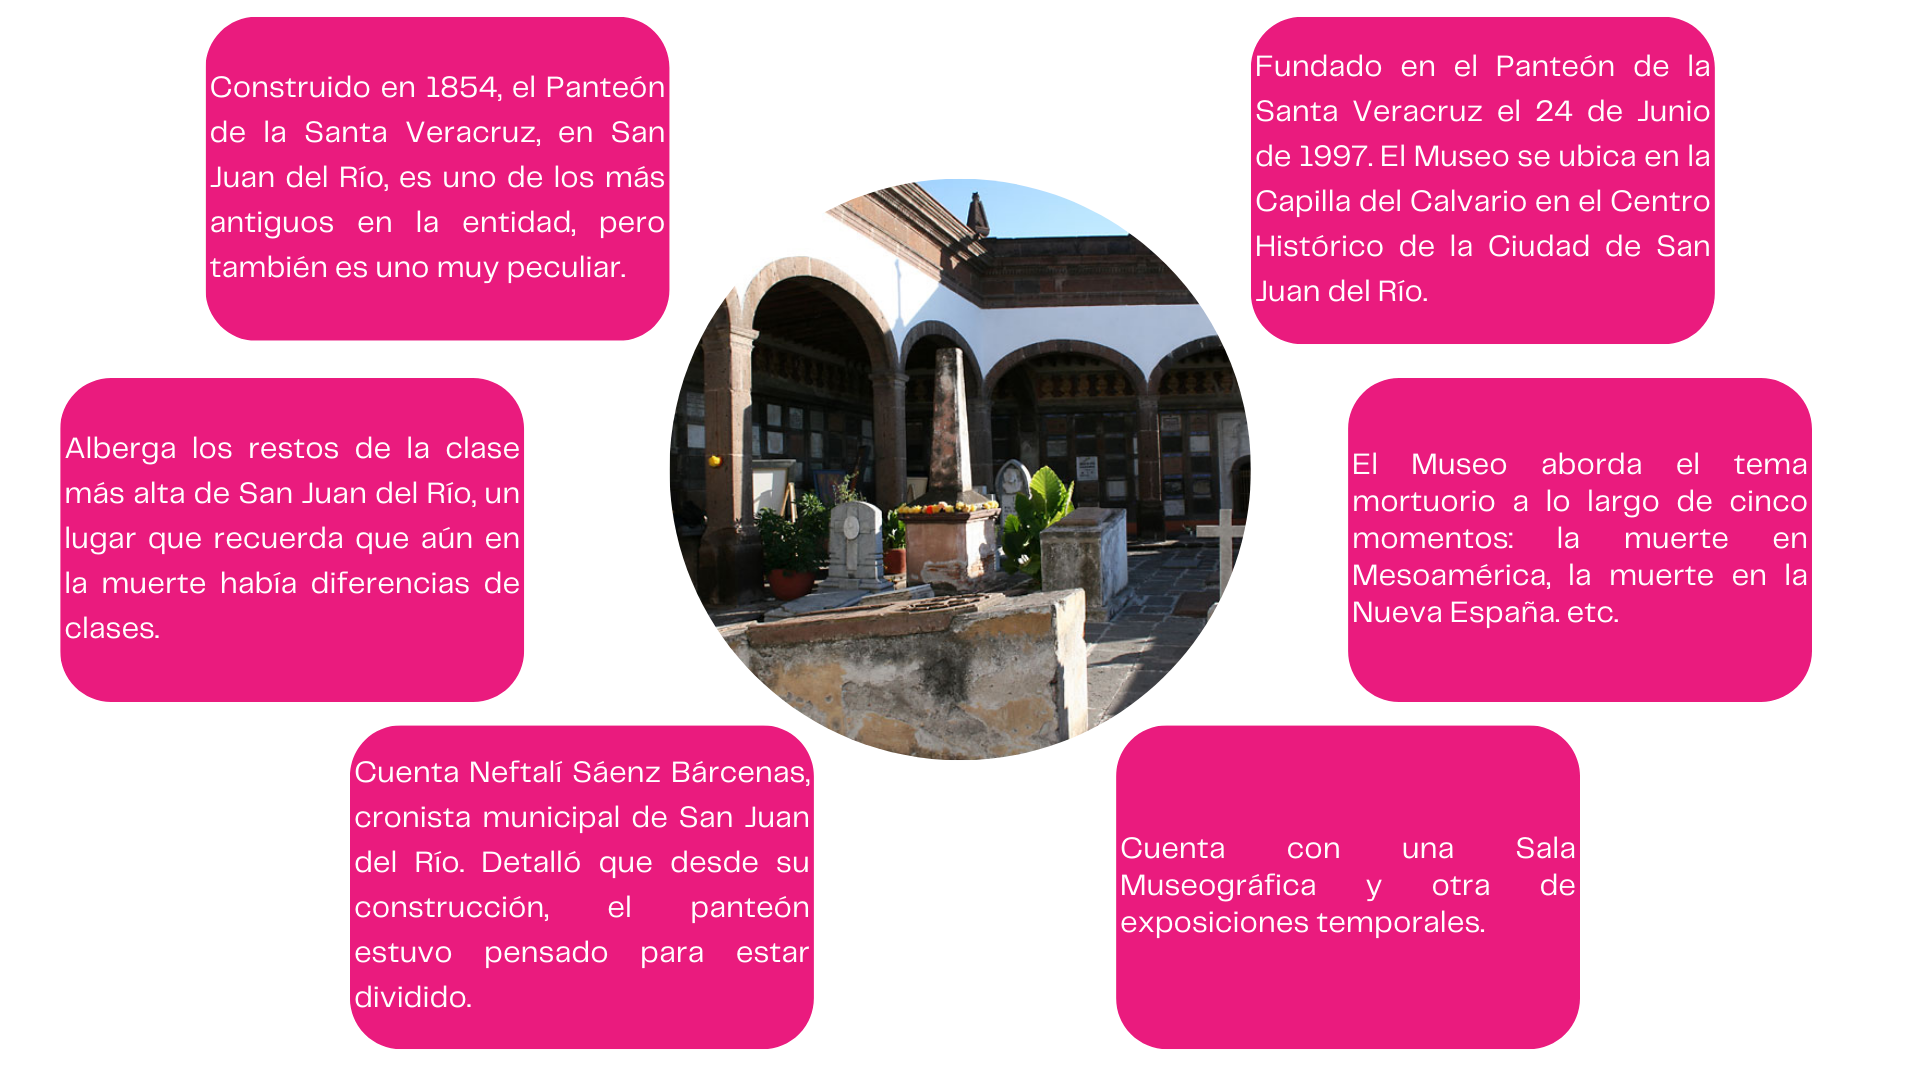 Construido en 1854, el Panteón
de la Santa Veracruz, en San
Juan del Río, es uno de los más
antiguos en la entidad, pero
también es uno muy peculiar.
Alberga los restos de la clase
más alta de San Juan del Río, un
lugar que recuerda que aún en
la muerte había diferencias de
clases.
Cuenta Neftalí Sáenz Bárcenas,
cronista municipal de San Juan
del Río. Detalló que desde su
construcción, el panteón
estuvo pensado para estar
dividido.
Fundado en el Panteón de la
Santa Veracruz el 24 de Junio
de 1997. El Museo se ubica en la
Capilla del Calvario en el Centro
Histórico de la Ciudad de San
Juan del Río.
El Museo aborda el tema
mortuorio a lo largo de cinco
momentos: la muerte en
Mesoamérica, la muerte en la
Nueva España. etc.
Cuenta con una Sala
Museográfica y otra de
exposiciones temporales.